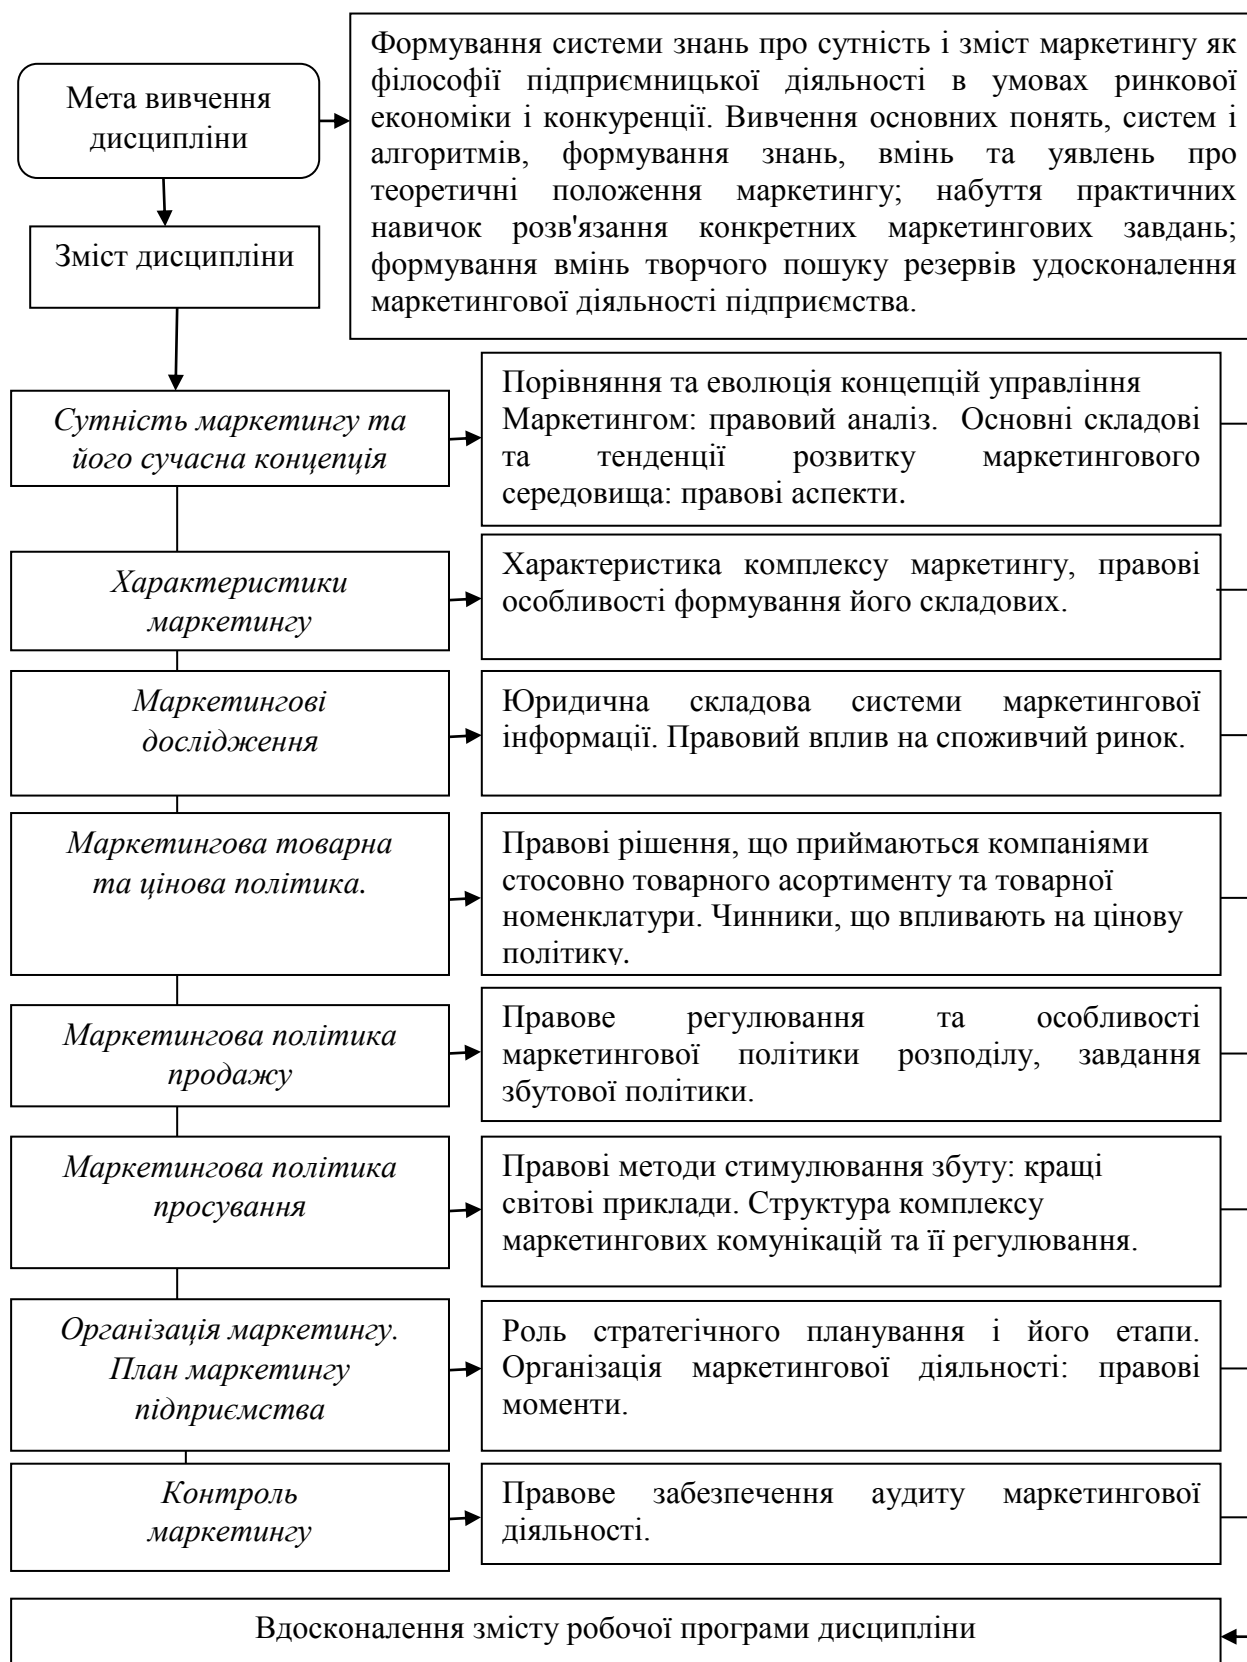 Мета вивчення
дисципліни
Формування системи знань про сутність і зміст маркетингу як
філософії підприємницької діяльності в умовах ринкової
економіки і конкуренції. Вивчення основних понять, систем і
алгоритмів, формування знань, вмінь та уявлень про
теоретичні положення маркетингу; набуття практичних
навичок розв'язання конкретних маркетингових завдань;
формування вмінь творчого пошуку резервів удосконалення
маркетингової діяльності підприємства.
Зміст дисципліни
Сутність маркетингу та
його сучасна концепція
Порівняння та еволюція концепцій управління
Маркетингом: правовий аналіз. Основні складові
та тенденції розвитку маркетингового
середовища: правові аспекти.
Характеристики
маркетингу
Характеристика комплексу маркетингу, правові
особливості формування його складових.
Маркетингові
дослідження
Юридична складова системи маркетингової
інформації. Правовий вплив на споживчий ринок.
Маркетингова товарна
та цінова політика.
Правові рішення, що приймаються компаніями
стосовно товарного асортименту та товарної
номенклатури. Чинники, що впливають на цінову
політику.
Маркетингова політика
продажу
Правове регулювання та особливості
маркетингової політики розподілу, завдання
збутової політики.
Маркетингова політика
просування
Правові методи стимулювання збуту: кращі
світові приклади. Структура комплексу
маркетингових комунікацій та її регулювання.
Організація маркетингу.
План маркетингу
підприємства
Роль стратегічного планування і його етапи.
Організація маркетингової діяльності: правові
моменти.
Контроль
маркетингу
Правове забезпечення аудиту маркетингової
діяльності.
Вдосконалення змісту робочої програми дисципліни